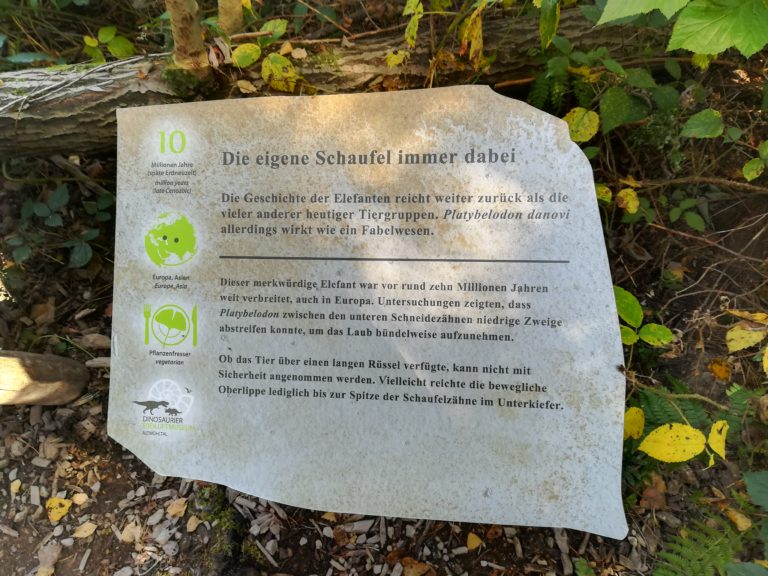 10
Millionen Jahre
(späte Erdneuzeit)
million years
(late Cenozoic)
Europa, Asien
Europe, Asia
Pflanzenfresser
vegetarian
DINOSAURIER
FREILUFTMUSEUM
ALTMÜHLTAL
Die eigene Schaufel immer dabei
Die Geschichte der Elefanten reicht weiter zurück als die
vieler anderer heutiger Tiergruppen. Platybelodon danovi
allerdings wirkt wie ein Fabelwesen.
Dieser merkwürdige Elefant war vor rund zehn Millionen Jahren
weit verbreitet, auch in Europa. Untersuchungen zeigten, dass
Platybelodon zwischen den unteren Schneidezähnen niedrige Zweige
abstreifen konnte, um das Laub bündelweise aufzunehmen.
Ob das Tier über einen langen Rüssel verfügte, kann nicht mit
Sicherheit angenommen werden. Vielleicht reichte die bewegliche
Oberlippe lediglich bis zur Spitze der Schaufelzähne im Unterkiefer.